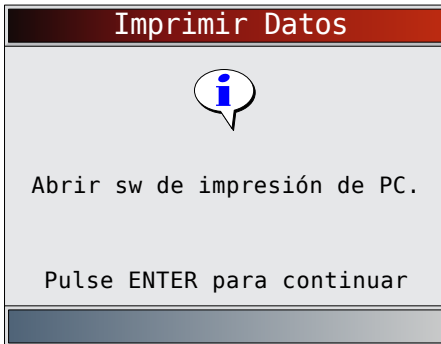 Imprimir Datos
i
Abrir sw de impresión de PC.
Pulse ENTER para continuar